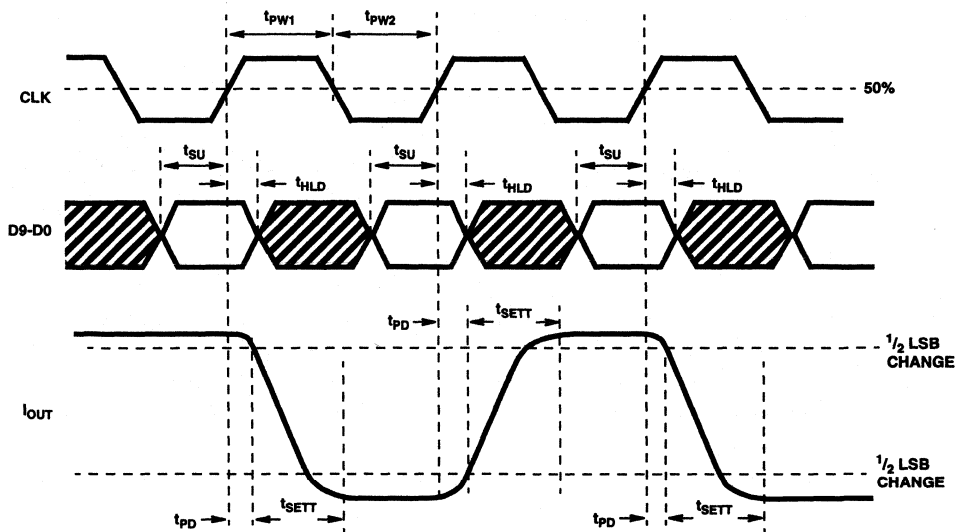 tPW1 tPW2
CLK
50%
tSU tSU tSU
tHLD tHLD tHLD
D9-D0
tPD tSETT
1/2 LSB
CHANGE
IOUT
1/2 LSB
CHANGE
tPD tSETT tPD tSETT